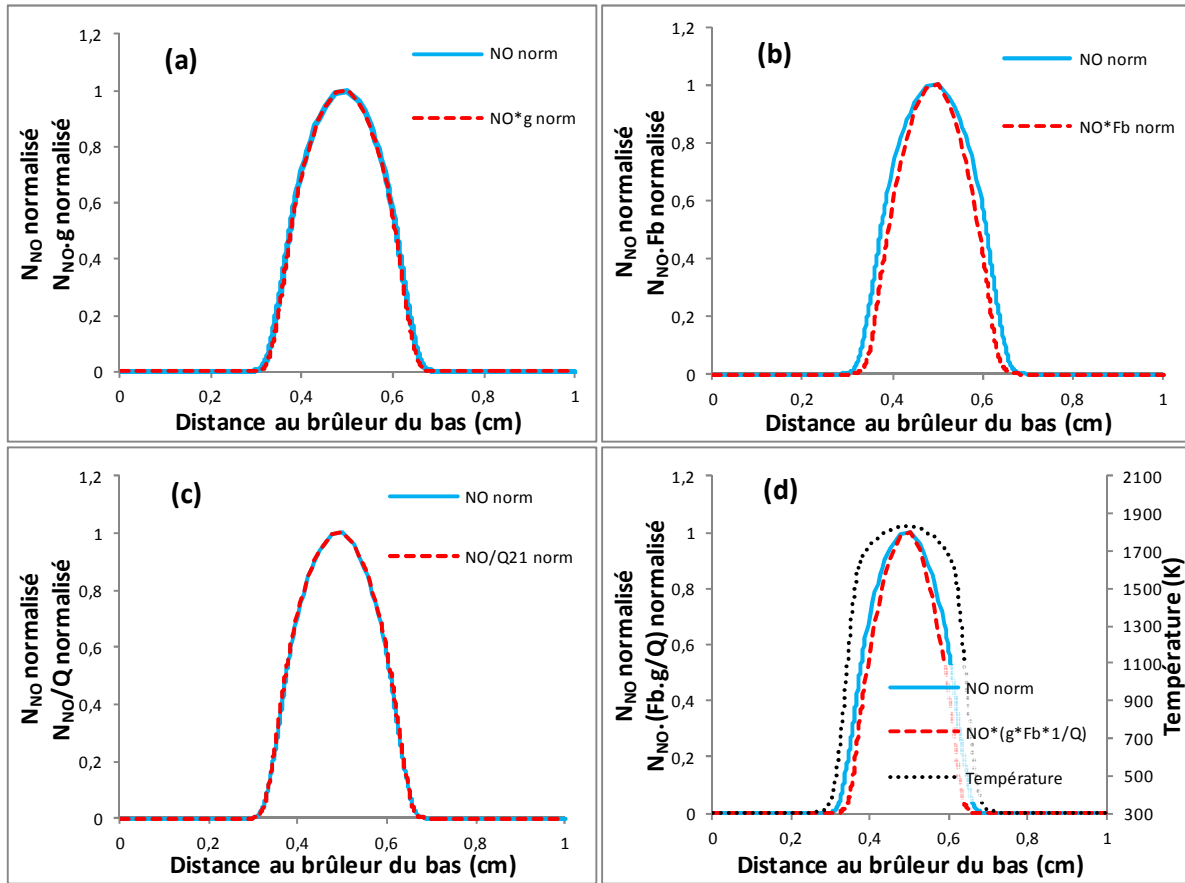 (a)
NO norm
NO*g norm
N_NO normalisé
N_NO.g normalisé
1,2
1
0,8
0,6
0,4
0,2
0
0 0,2 0,4 0,6 0,8 1
Distance au brûleur du bas (cm)
(b)
NO norm
NO*Fb norm
N_NO normalisé
N_NO.Fb normalisé
1,2
1
0,8
0,6
0,4
0,2
0
0 0,2 0,4 0,6 0,8 1
Distance au brûleur du bas (cm)
(c)
NO norm
NO/Q21 norm
N_NO normalisé
N_NO/Q normalisé
1,2
1
0,8
0,6
0,4
0,2
0
0 0,2 0,4 0,6 0,8 1
Distance au brûleur du bas (cm)
(d)
NO norm
NO*(g*Fb*1/Q)
Température
N_NO normalisé
N_NO.(Fb.g/Q) normalisé
1,2
1
0,8
0,6
0,4
0,2
0
2100
1900
1700
1500
1300
1100
900
700
500
300
Température (K)
0 0,2 0,4 0,6 0,8 1
Distance au brûleur du bas (cm)